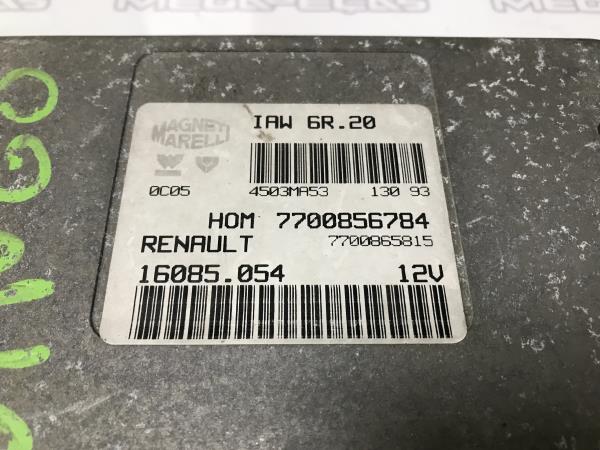 IAW 6R.20
MAGNETI
MARELLI
0C05 4503MA53 130 93
HOM 7700856784
RENAULT 7700865815
16085.054 12V